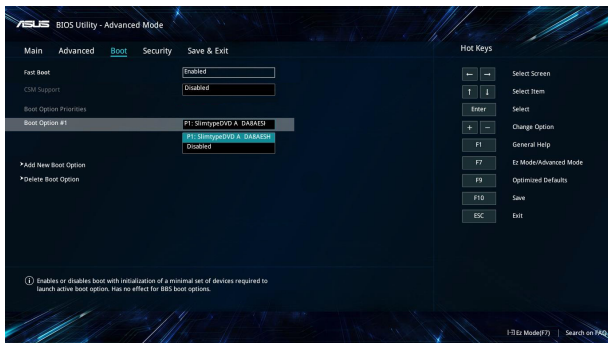 ASUS BIOS Utility - Advanced Mode
Main Advanced Boot Security Save & Exit
Hot Keys
Fast Boot Enabled
CSM Support Disabled
Boot Option Priorities
Boot Option #1 P1: SlimtypeDVD A DA8AESI
P1: SlimtypeDVD A DA8AESH
Disabled
Add New Boot Option
Delete Boot Option
← → Select Screen
↑ ↓ Select Item
Enter Select
+ − Change Option
F1 General Help
F7 Ez Mode/Advanced Mode
F9 Optimized Defaults
F10 Save
ESC Exit
Enables or disables boot with initialization of a minimal set of devices required to
launch active boot option. Has no effect for BBS boot options.
Ez Mode(F7) | Search on FAQ